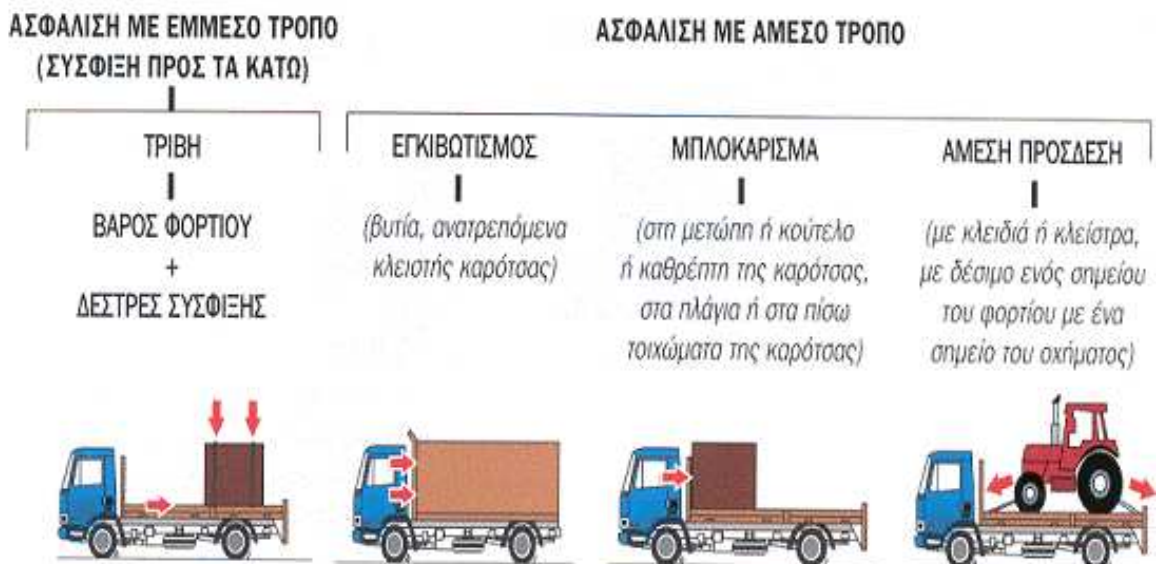 ΑΣΦΑΛΙΣΗ ΜΕ ΕΜΜΕΣΟ ΤΡΟΠΟ
(ΣΥΣΦΙΞΗ ΠΡΟΣ ΤΑ ΚΑΤΩ)
ΤΡΙΒΗ
ΒΑΡΟΣ ΦΟΡΤΙΟΥ
+
ΔΕΣΤΡΕΣ ΣΥΣΦΙΞΗΣ
ΑΣΦΑΛΙΣΗ ΜΕ ΑΜΕΣΟ ΤΡΟΠΟ
ΕΓΚΙΒΩΤΙΣΜΟΣ
(βυτία, ανατρεπόμενα
κλειστής καρότσας)
ΜΠΛΟΚΑΡΙΣΜΑ
(στη μετώπη ή κούτελο
ή καθρέπτη της καρότσας,
στα πλάγια ή στα πίσω
τοιχώματα της καρότσας)
ΑΜΕΣΗ ΠΡΟΣΔΕΣΗ
(με κλειδιά ή κλείστρα,
με δέσιμο ενός σημείου
του φορτίου με ένα
σημείο του οχήματος)